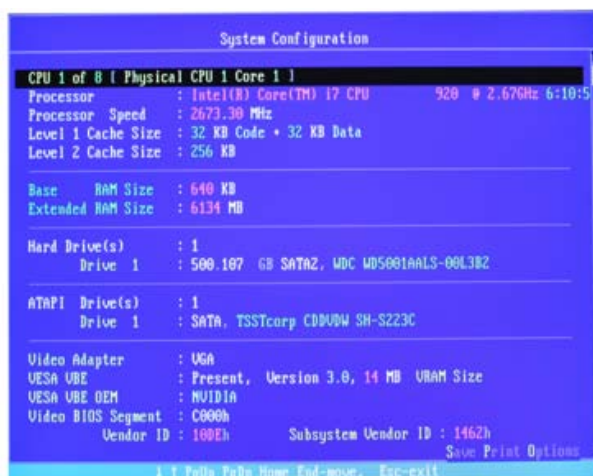 System Configuration
CPU 1 of 8 [ Physical CPU 1 Core 1 ]
Processor : Intel(R) Core(TM) i7 CPU 920 @ 2.67GHz 6:10:5
Processor Speed : 2673.30 MHz
Level 1 Cache Size : 32 KB Code + 32 KB Data
Level 2 Cache Size : 256 KB
Base RAM Size : 640 KB
Extended RAM Size : 6134 MB
Hard Drive(s) : 1
Drive 1 : 500.107 GB SATA2, WDC WD5001AALS-00L3B2
ATAPI Drive(s) : 1
Drive 1 : SATA, TSSTcorp CDDVDW SH-S223C
Video Adapter : VGA
VESA VBE : Present, Version 3.0, 14 MB VRAM Size
VESA VBE OEM : NVIDIA
Video BIOS Segment : C000h
Vendor ID : 10DEh Subsystem Vendor ID : 1462h
Save Print Options
↓ ↑ PgUp PgDn Home End-move, Esc-exit